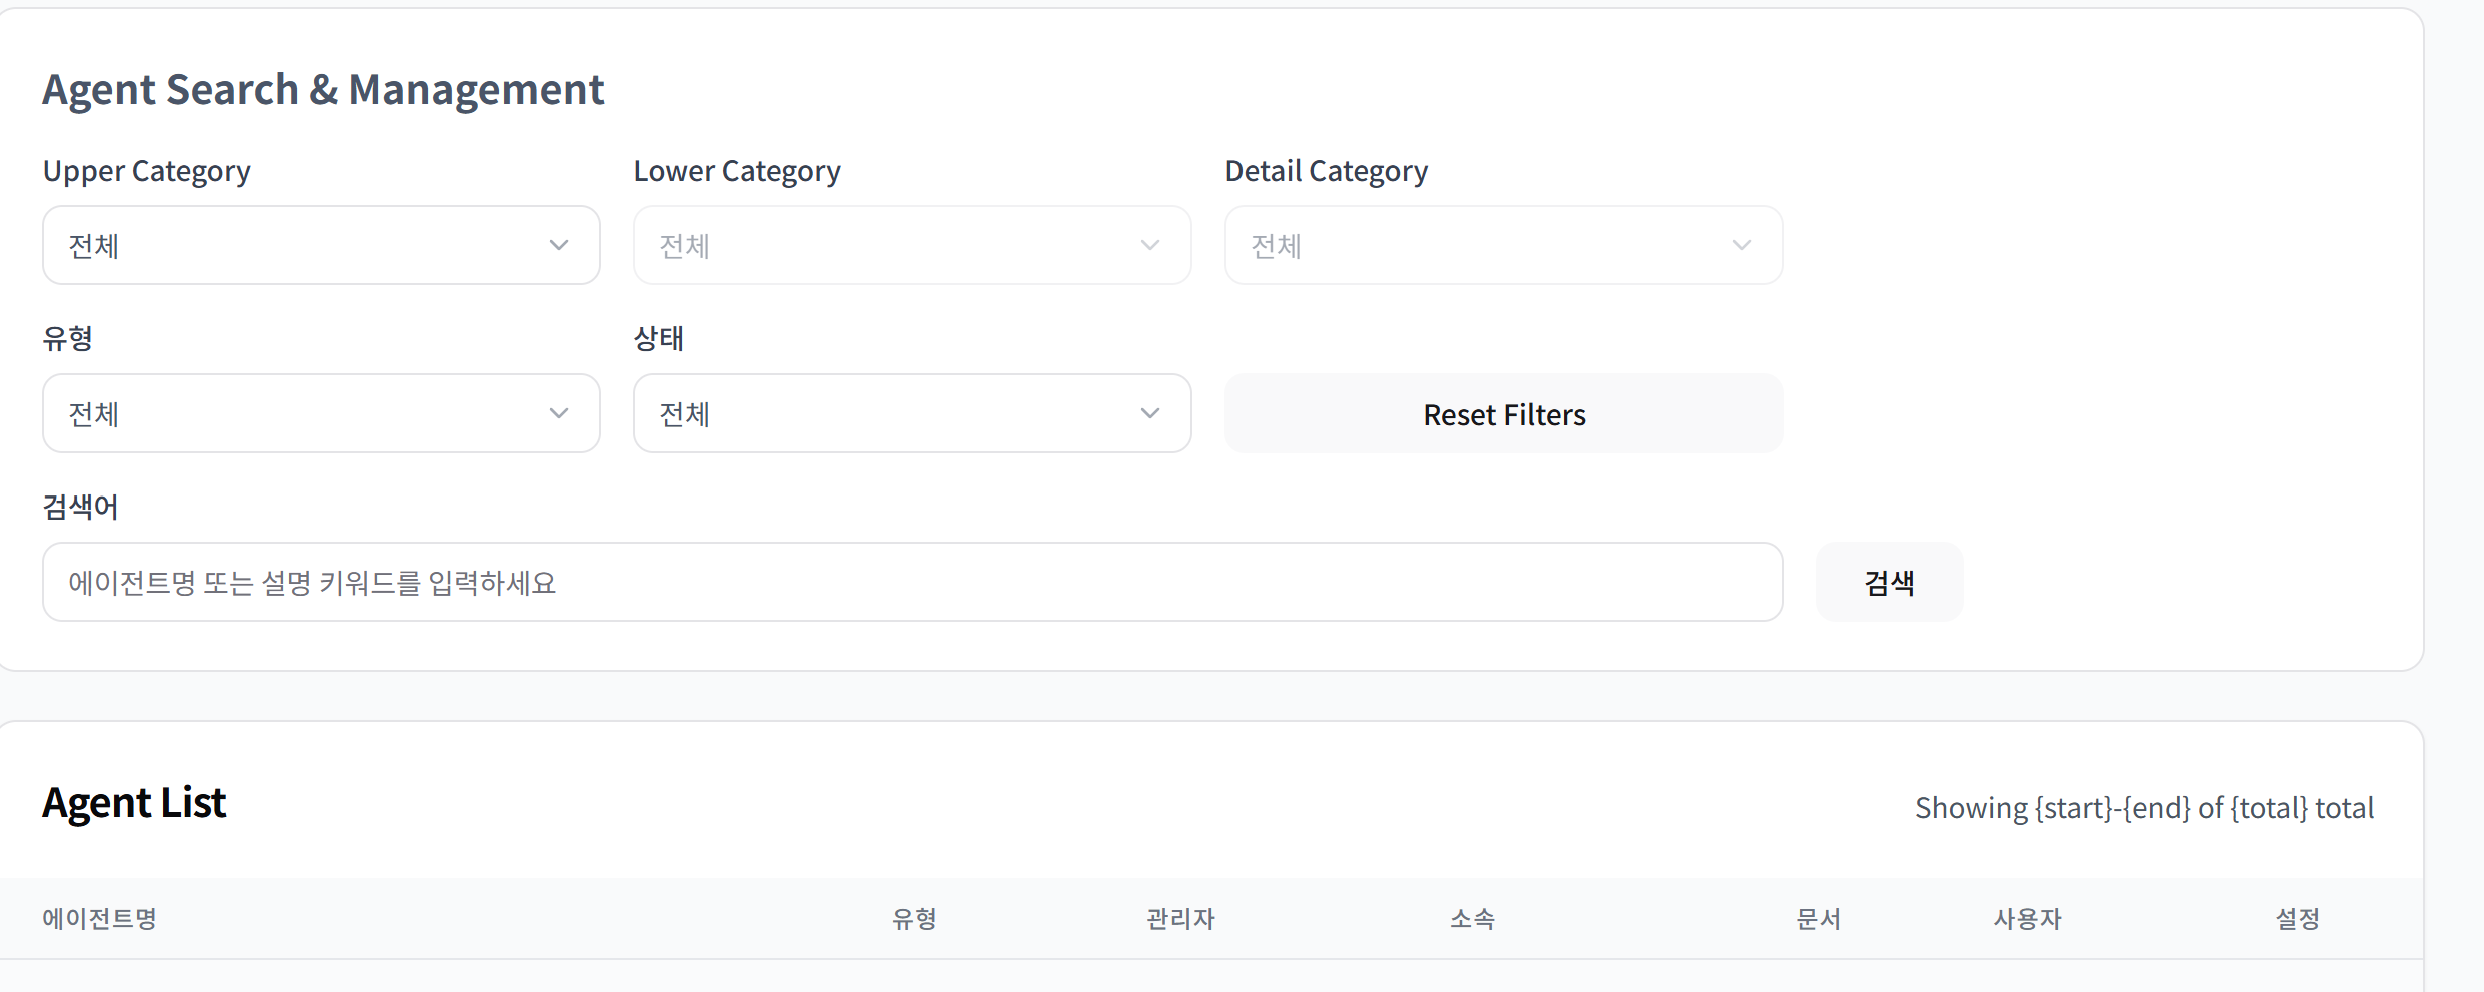 Agent Search & Management
Upper Category
Lower Category
Detail Category
전체
전체
전체
유형
상태
전체
전체
Reset Filters
검색어
에이전트명 또는 설명 키워드를 입력하세요
검색
Agent List
Showing {start}-{end} of {total} total
에이전트명
유형
관리자
소속
문서
사용자
설정